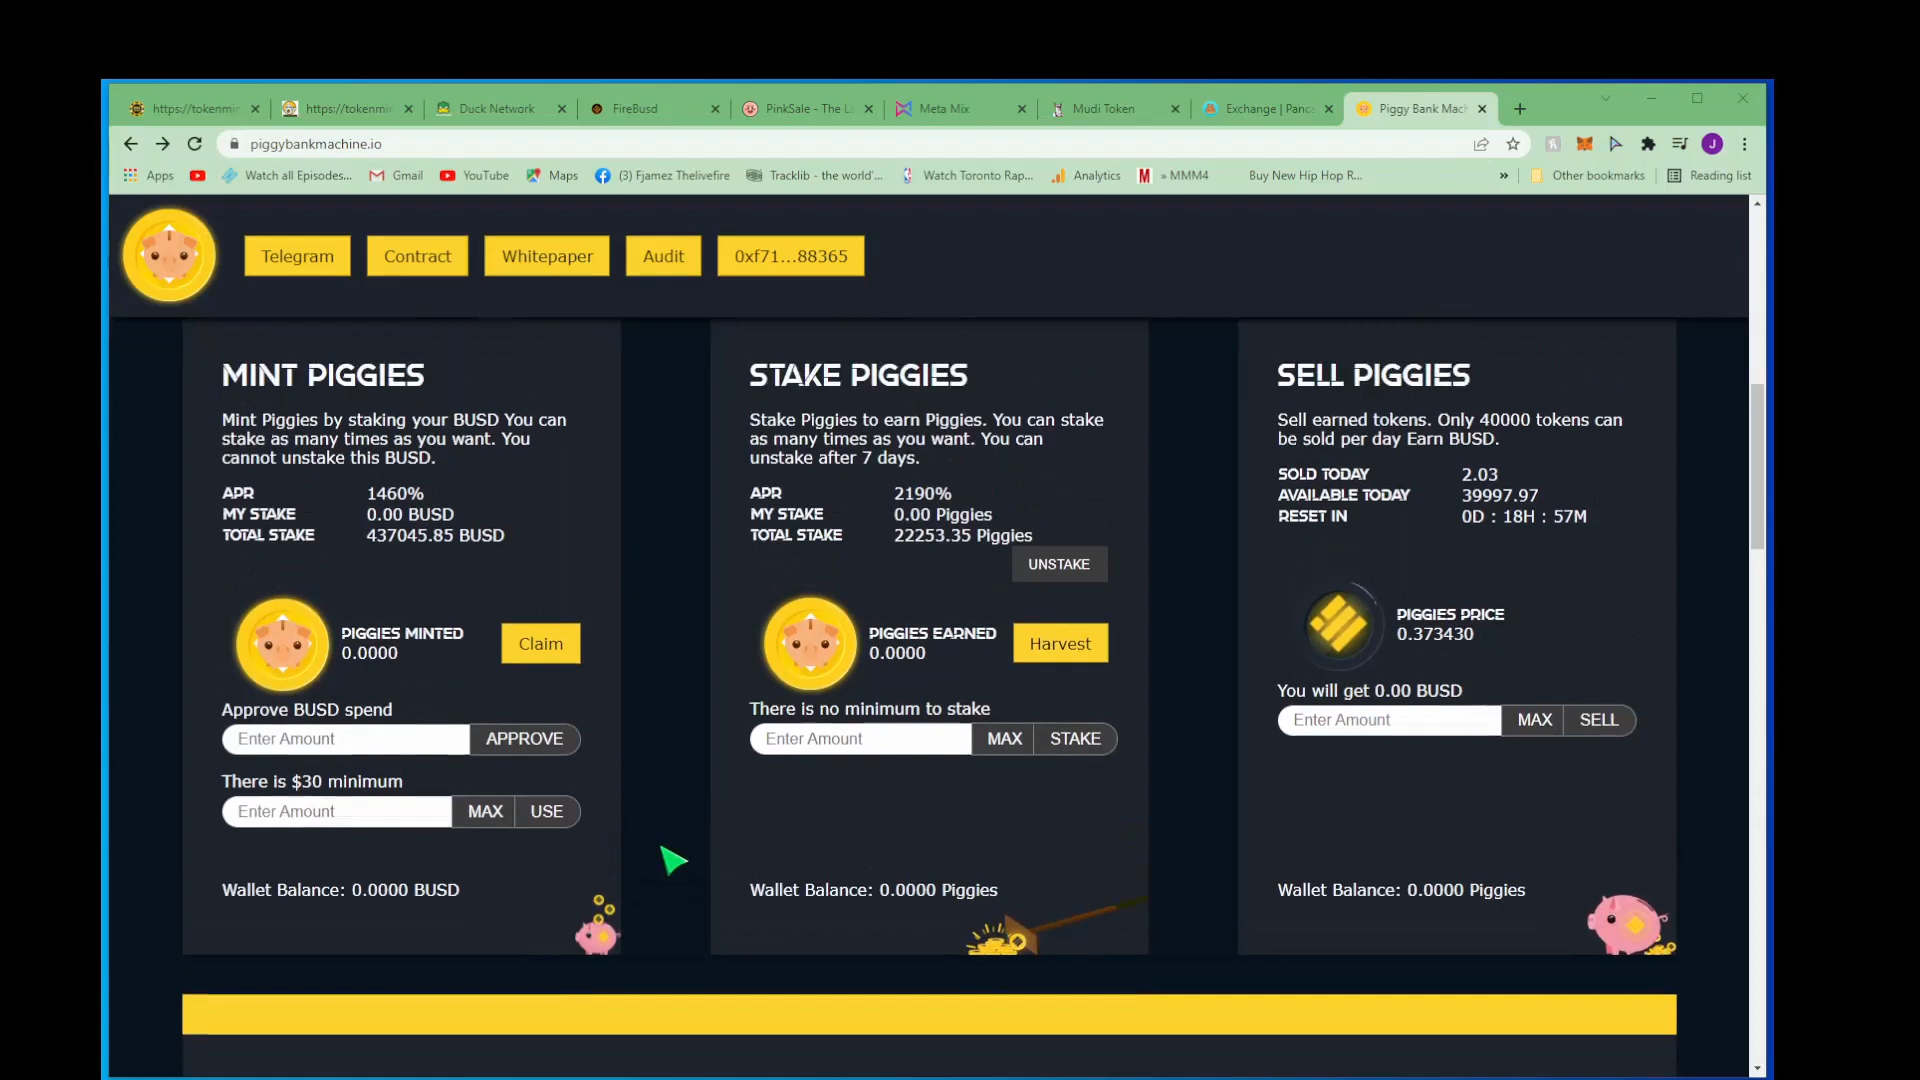 https://tokenmin
https://tokenmin
Duck Network
FireBusd
PinkSale - The L
Meta Mix
Mudi Token
Exchange | Panca
Piggy Bank Mach
piggybankmachine.io
J
Apps
Watch all Episodes...
Gmail
YouTube
Maps
(3) Fjamez Thelivefire
Tracklib - the world'...
Watch Toronto Rap...
Analytics
M
» MMM4
Buy New Hip Hop R...
»
Other bookmarks
Reading list
Telegram
Contract
Whitepaper
Audit
0xf71...88365
MINT PIGGIES
Mint Piggies by staking your BUSD You can
stake as many times as you want. You
cannot unstake this BUSD.
APR 1460%
MY STAKE 0.00 BUSD
TOTAL STAKE 437045.85 BUSD
PIGGIES MINTED
0.0000
Claim
Approve BUSD spend
Enter Amount
APPROVE
There is $30 minimum
Enter Amount
MAX
USE
Wallet Balance: 0.0000 BUSD
STAKE PIGGIES
Stake Piggies to earn Piggies. You can stake
as many times as you want. You can
unstake after 7 days.
APR 2190%
MY STAKE 0.00 Piggies
TOTAL STAKE 22253.35 Piggies
UNSTAKE
PIGGIES EARNED
0.0000
Harvest
There is no minimum to stake
Enter Amount
MAX
STAKE
Wallet Balance: 0.0000 Piggies
SELL PIGGIES
Sell earned tokens. Only 40000 tokens can
be sold per day Earn BUSD.
SOLD TODAY 2.03
AVAILABLE TODAY 39997.97
RESET IN 0D : 18H : 57M
PIGGIES PRICE
0.373430
You will get 0.00 BUSD
Enter Amount
MAX
SELL
Wallet Balance: 0.0000 Piggies